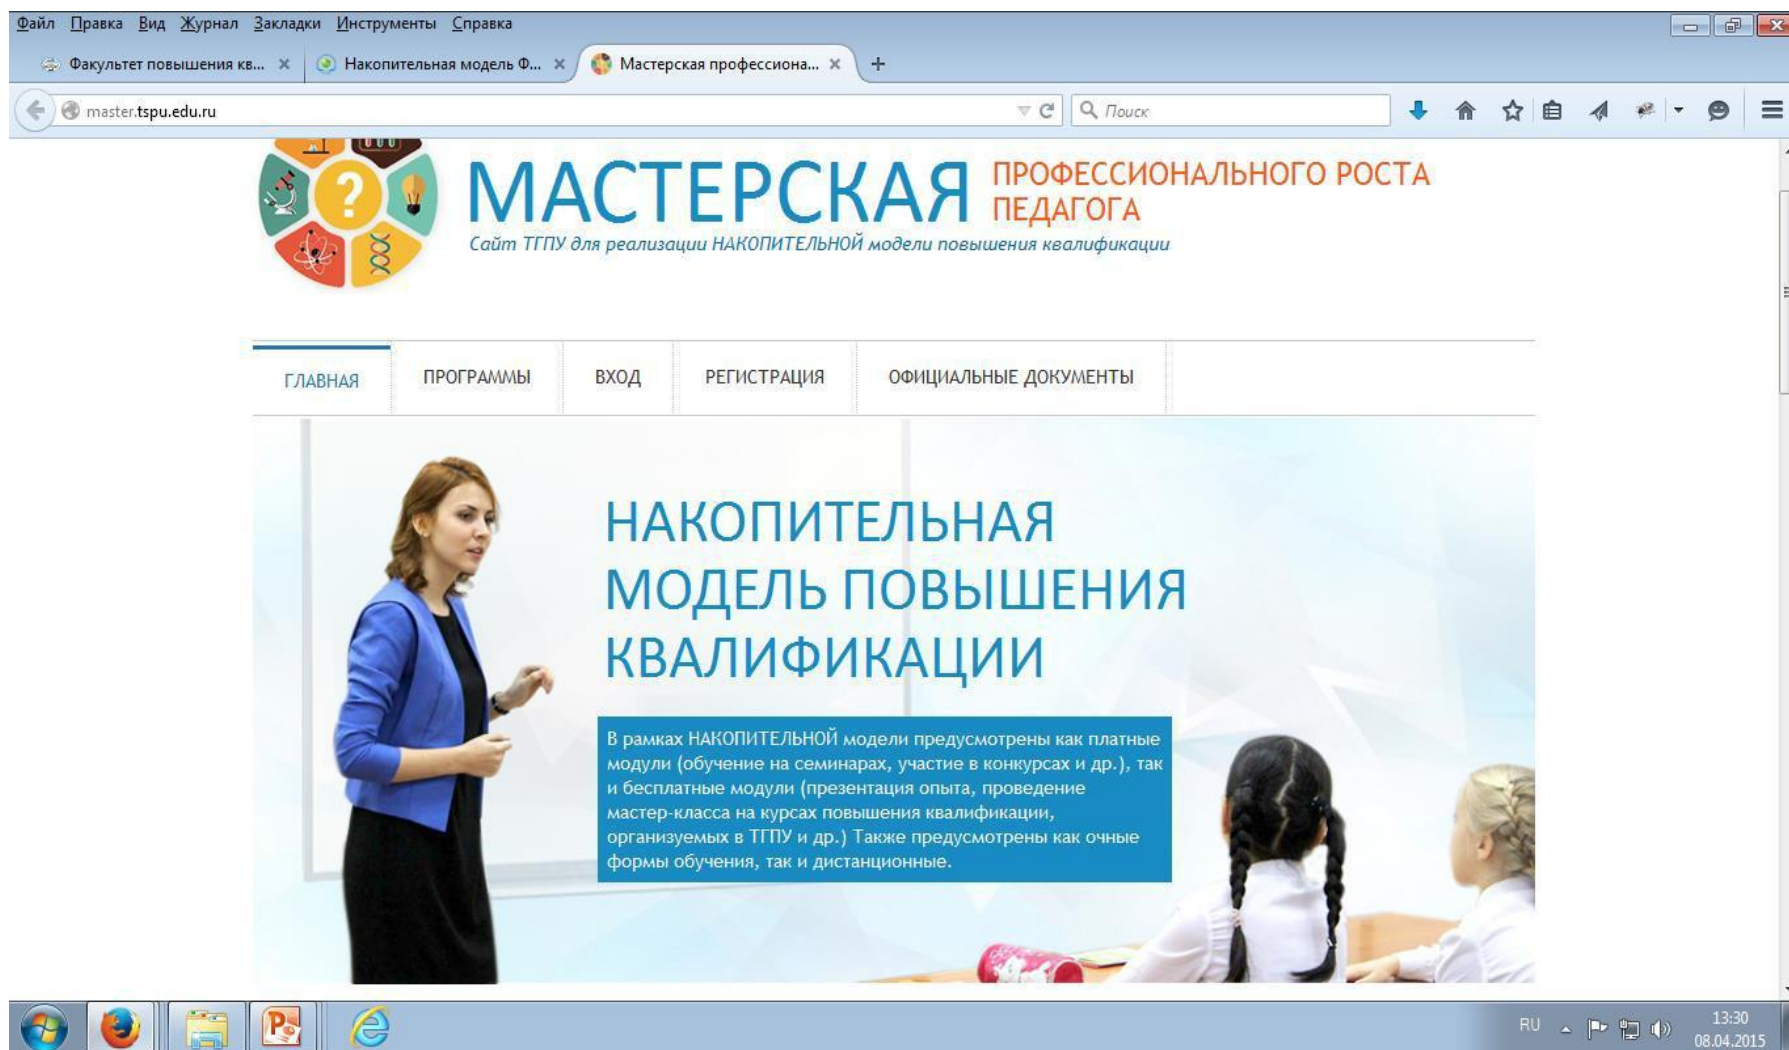 Файл Правка Вид Журнал Закладки Инструменты Справка
Факультет повышения кв... Накопительная модель Ф... Мастерская профессиона...
master.tspu.edu.ru Поиск
МАСТЕРСКАЯ ПРОФЕССИОНАЛЬНОГО РОСТА
ПЕДАГОГА
Сайт ТГПУ для реализации НАКОПИТЕЛЬНОЙ модели повышения квалификации
ГЛАВНАЯ ПРОГРАММЫ ВХОД РЕГИСТРАЦИЯ ОФИЦИАЛЬНЫЕ ДОКУМЕНТЫ
НАКОПИТЕЛЬНАЯ
МОДЕЛЬ ПОВЫШЕНИЯ
КВАЛИФИКАЦИИ
В рамках НАКОПИТЕЛЬНОЙ модели предусмотрены как платные
модули (обучение на семинарах, участие в конкурсах и др.), так
и бесплатные модули (презентация опыта, проведение
мастер-класса на курсах повышения квалификации,
организуемых в ТГПУ и др.) Также предусмотрены как очные
формы обучения, так и дистанционные.
RU 13:30
08.04.2015